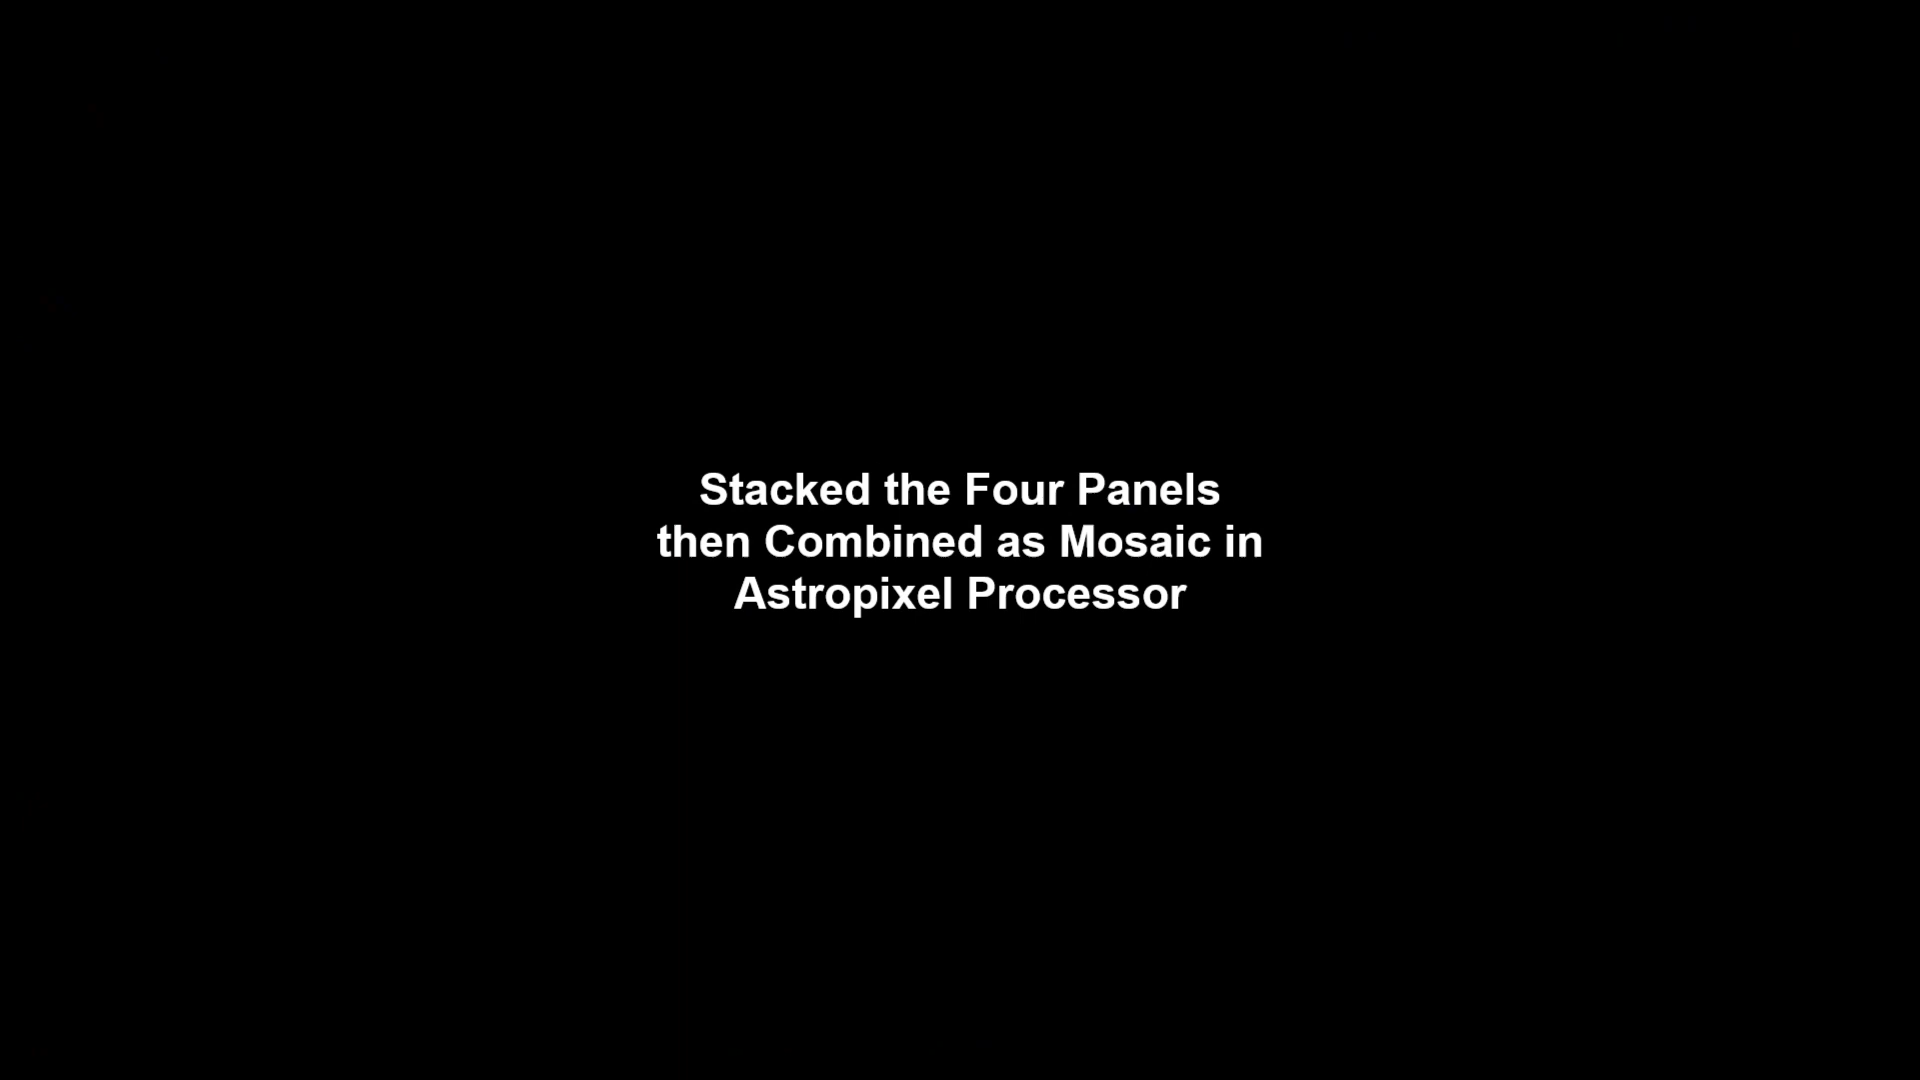 Stacked the Four Panels
then Combined as Mosaic in
Astropixel Processor